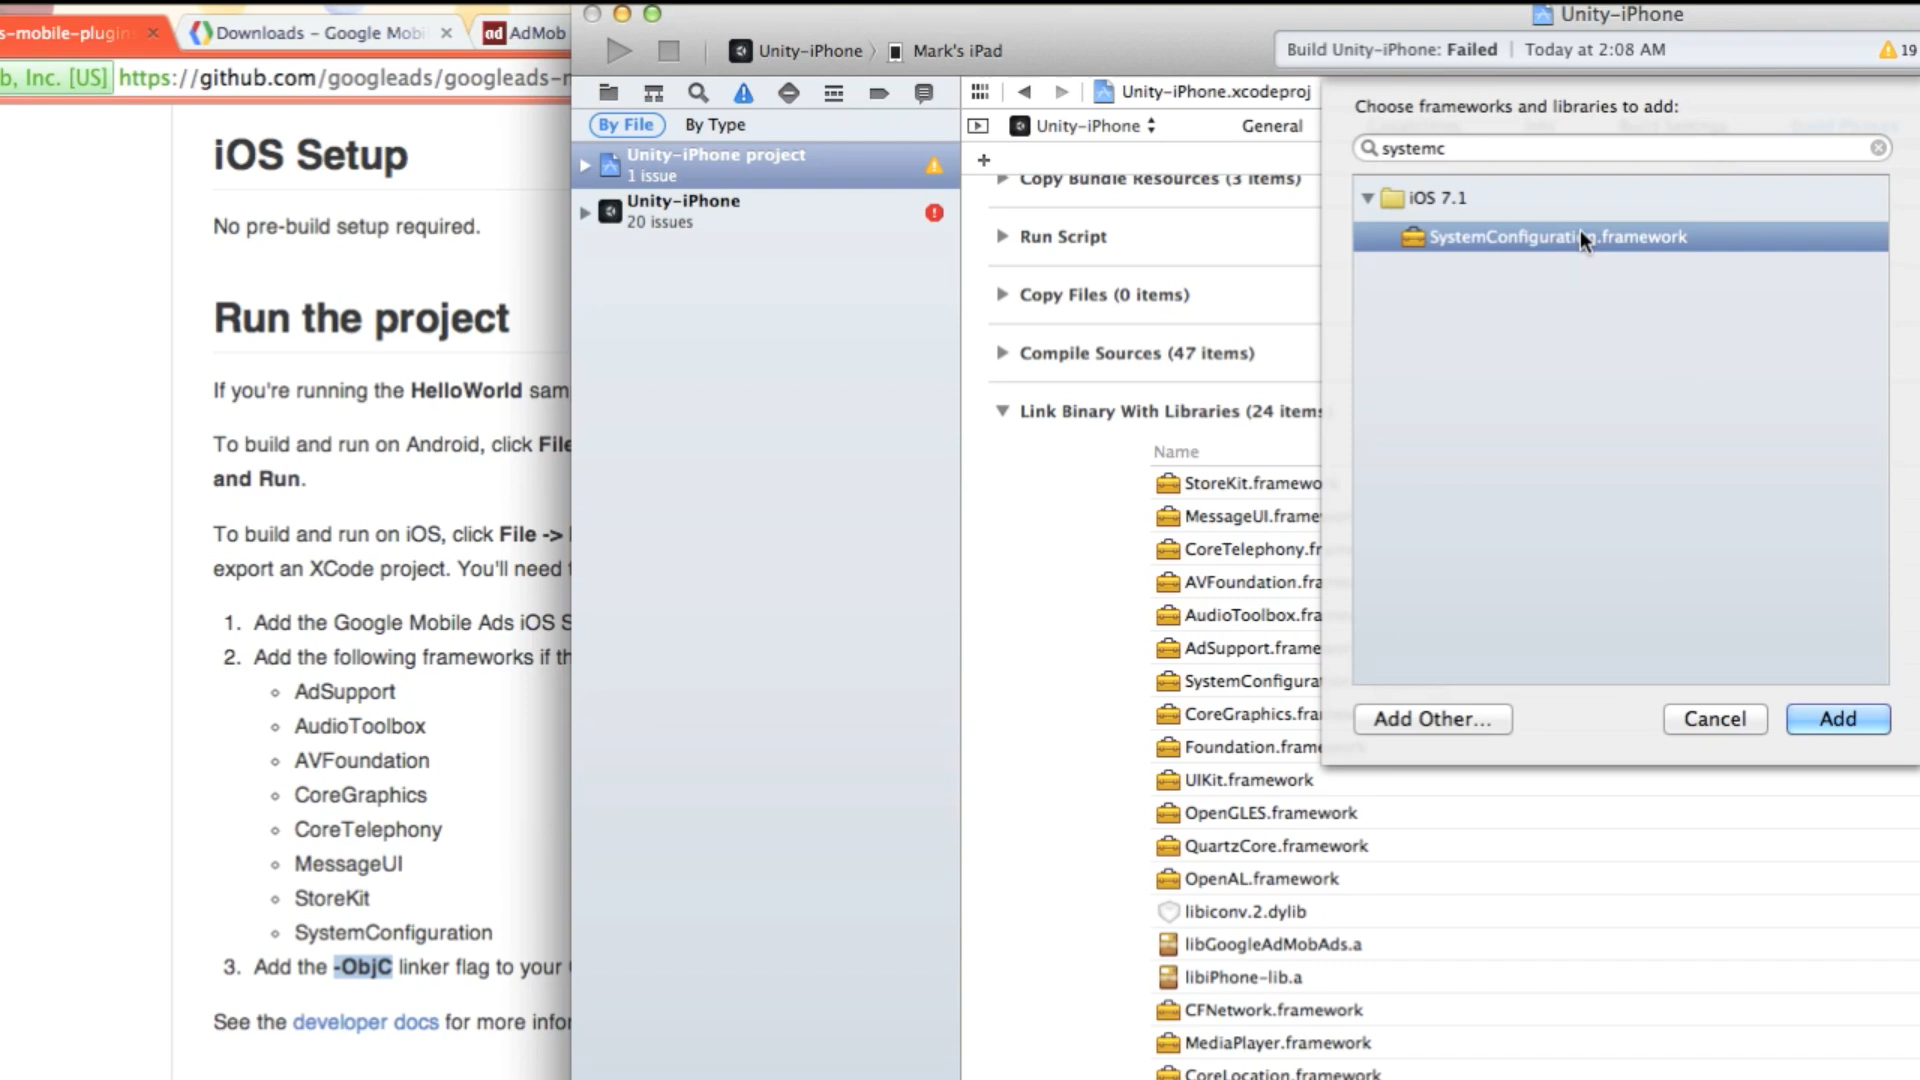 s-mobile-plugin
Downloads - Google Mobi
ad AdMob
b, Inc. [US] https://github.com/googleads/googleads-
iOS Setup
No pre-build setup required.
Run the project
If you're running the HelloWorld sam
To build and run on Android, click File
and Run.
To build and run on iOS, click File ->
export an XCode project. You'll need
1. Add the Google Mobile Ads iOS S
2. Add the following frameworks if th
AdSupport
AudioToolbox
AVFoundation
CoreGraphics
CoreTelephony
MessageUI
StoreKit
SystemConfiguration
3. Add the -ObjC linker flag to your
See the developer docs for more infor
Unity-iPhone
Unity-iPhone
Mark's iPad
Build Unity-iPhone: Failed | Today at 2:08 AM
19
By File
By Type
Unity-iPhone project
1 issue
Unity-iPhone
20 issues
Unity-iPhone.xcodeproj
Unity-iPhone
General
+
Copy Bundle Resources (3 items)
Run Script
Copy Files (0 items)
Compile Sources (47 items)
Link Binary With Libraries (24 items
Name
StoreKit.framewo
MessageUI.frame
CoreTelephony.fr
AVFoundation.fra
AudioToolbox.fra
AdSupport.frame
SystemConfigura
CoreGraphics.fra
Foundation.frame
UIKit.framework
OpenGLES.framework
QuartzCore.framework
OpenAL.framework
libiconv.2.dylib
libGoogleAdMobAds.a
libiPhone-lib.a
CFNetwork.framework
MediaPlayer.framework
CoreLocation.framework
Choose frameworks and libraries to add:
systemc
iOS 7.1
SystemConfiguration.framework
Add Other...
Cancel
Add